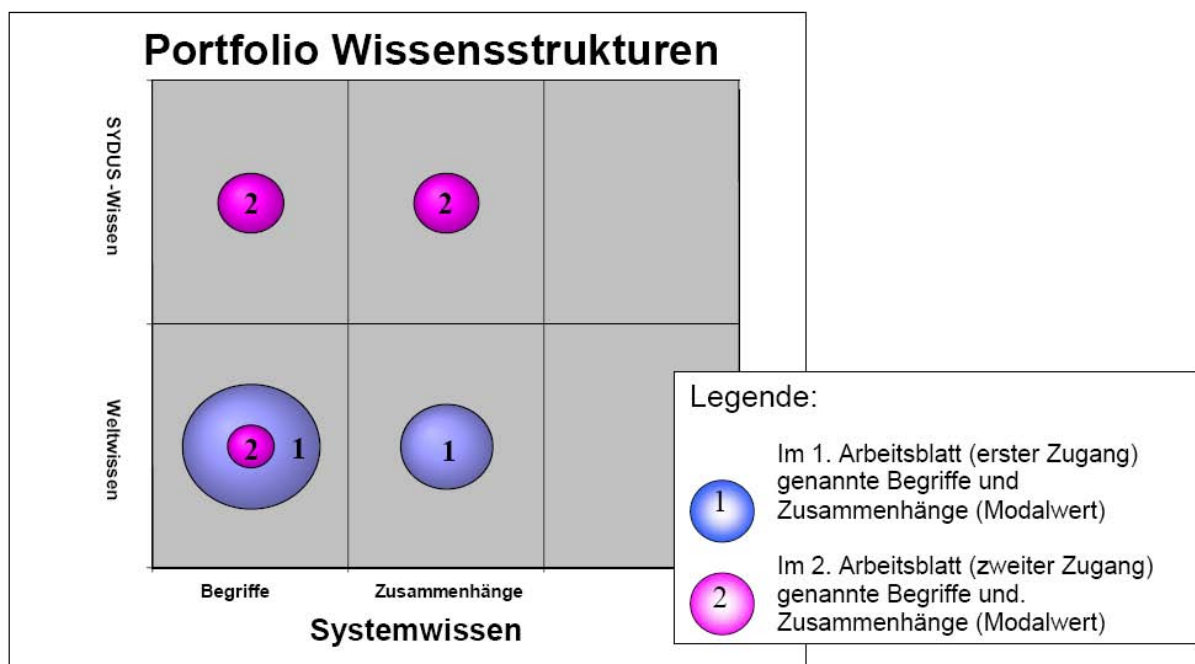 Portfolio Wissensstrukturen
SYDUS -Wissen
2
2
Weltwissen
2
1
1
Begriffe
Zusammenhänge
Systemwissen
Legende:
1
Im 1. Arbeitsblatt (erster Zugang)
genannte Begriffe und
Zusammenhänge (Modalwert)
2
Im 2. Arbeitsblatt (zweiter Zugang)
genannte Begriffe und.
Zusammenhänge (Modalwert)